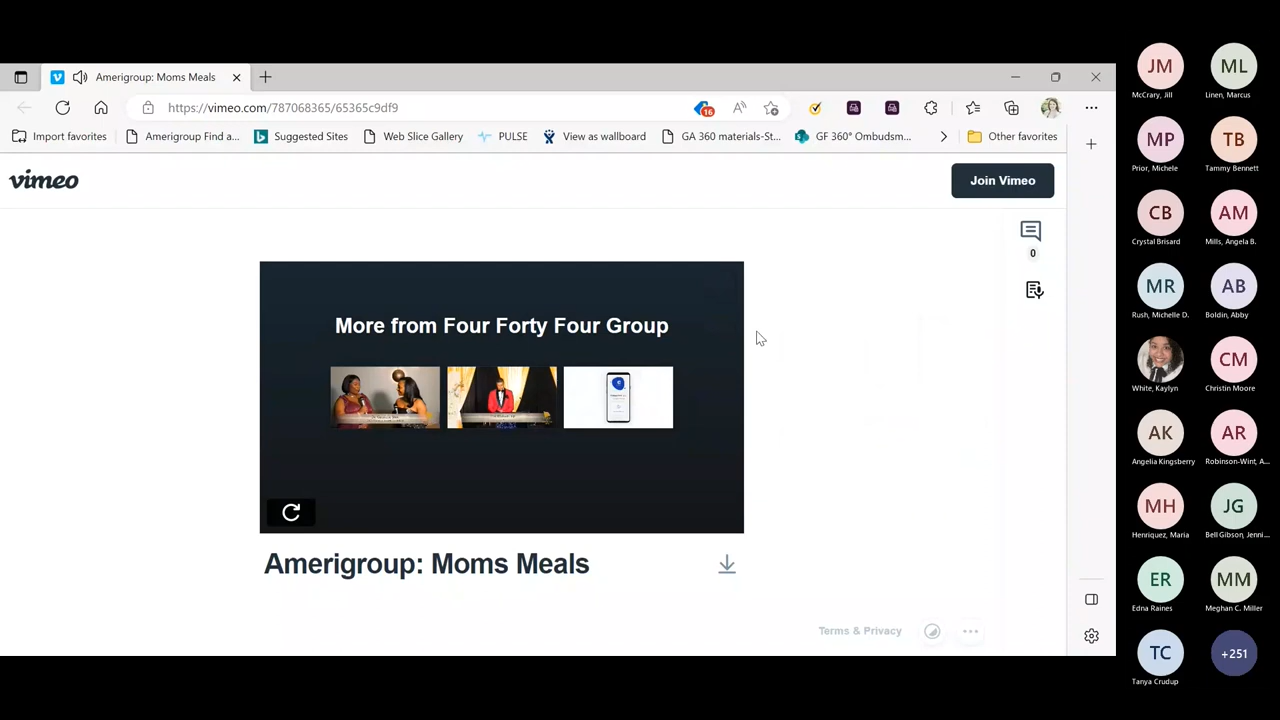 Amerigroup: Moms Meals
https://vimeo.com/787068365/65365c9df9
16
Import favorites
Amerigroup Find a...
Suggested Sites
Web Slice Gallery
PULSE
View as wallboard
GA 360 materials-St...
GF 360° Ombudsm...
Other favorites
vimeo
Join Vimeo
0
More from Four Forty Four Group
Amerigroup: Moms Meals
Terms & Privacy
JM
ML
McCrary, Jill
Linen, Marcus
MP
TB
Prior, Michele
Tammy Bennett
CB
AM
Crystal Brisard
Mills, Angela B.
MR
AB
Rush, Michelle D.
Boldin, Abby
CM
White, Kaylyn
Christin Moore
AK
AR
Angelia Kingsberry
Robinson-Wint, A...
MH
JG
Henriquez, Maria
Bell Gibson, Jenni...
ER
MM
Edna Raines
Meghan C. Miller
TC
+251
Tanya Crudup